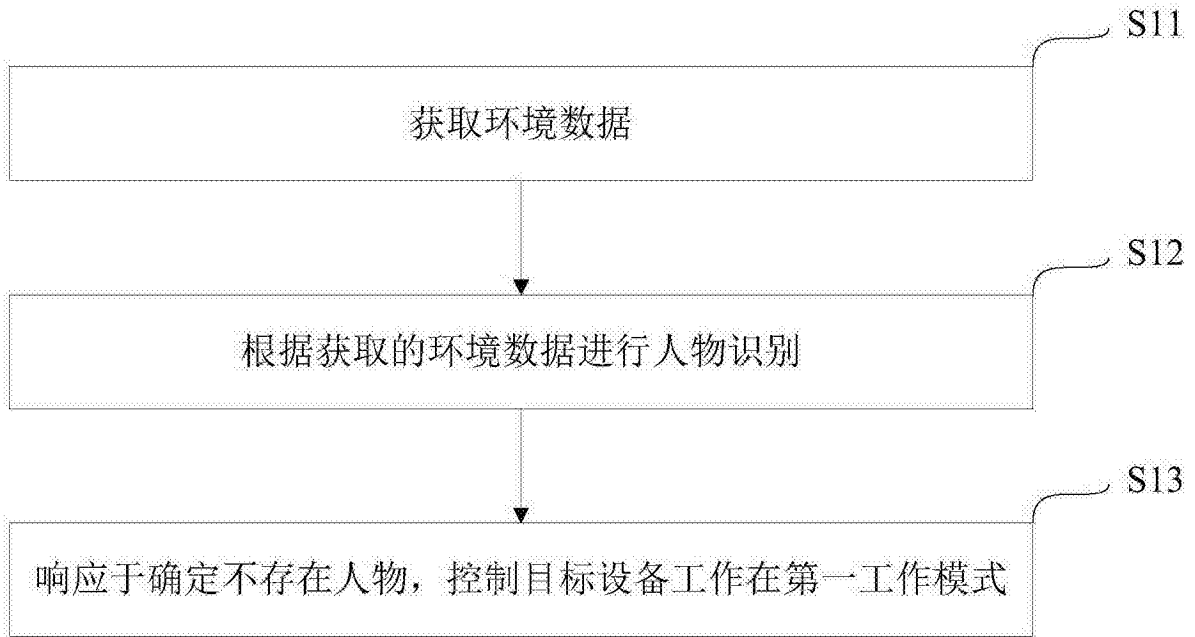 S11
获取环境数据
S12
根据获取的环境数据进行人物识别
S13
响应于确定不存在人物，控制目标设备工作在第一工作模式